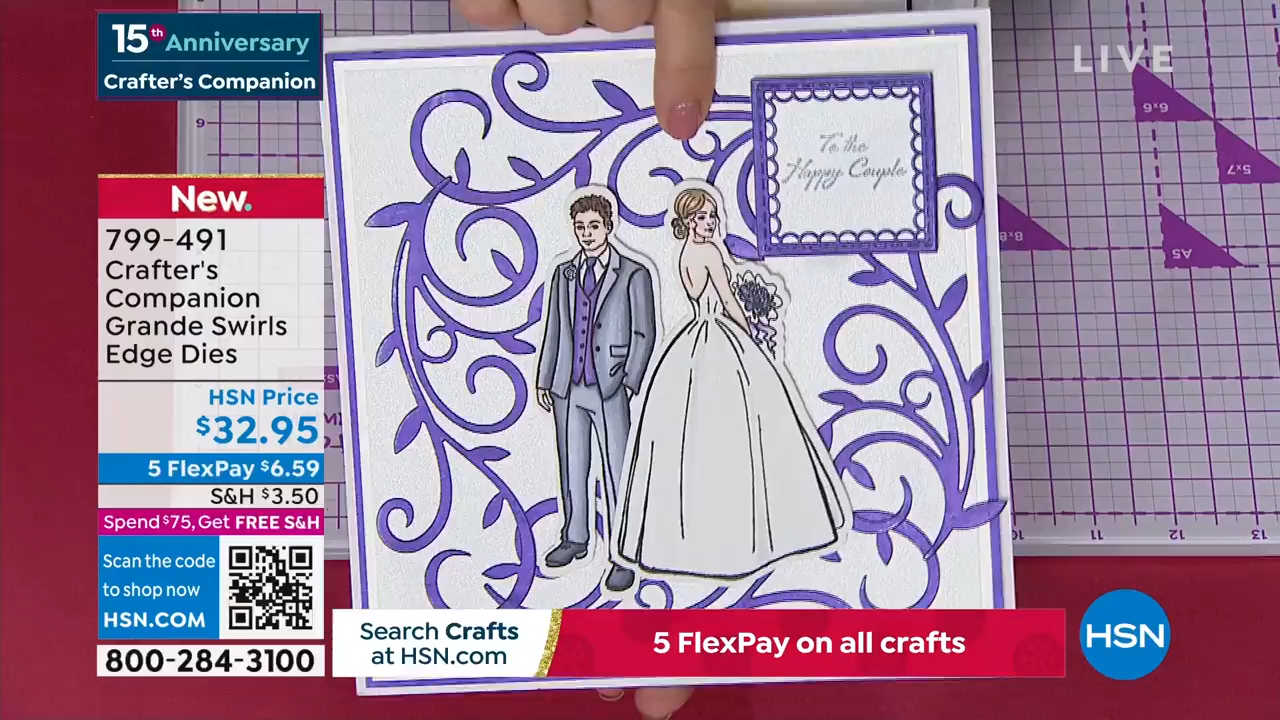 15th Anniversary
Crafter's Companion
LIVE
New.
799-491
Crafter's
Companion
Grande Swirls
Edge Dies
HSN Price
$32.95
5 FlexPay $6.59
S&H $3.50
Spend $75, Get FREE S&H
Scan the code
to shop now
HSN.COM
800-284-3100
To the
Happy Couple
Search Crafts
at HSN.com
5 FlexPay on all crafts
HSN
9
6x6
5x7
8x8
A5
12
11
12
13